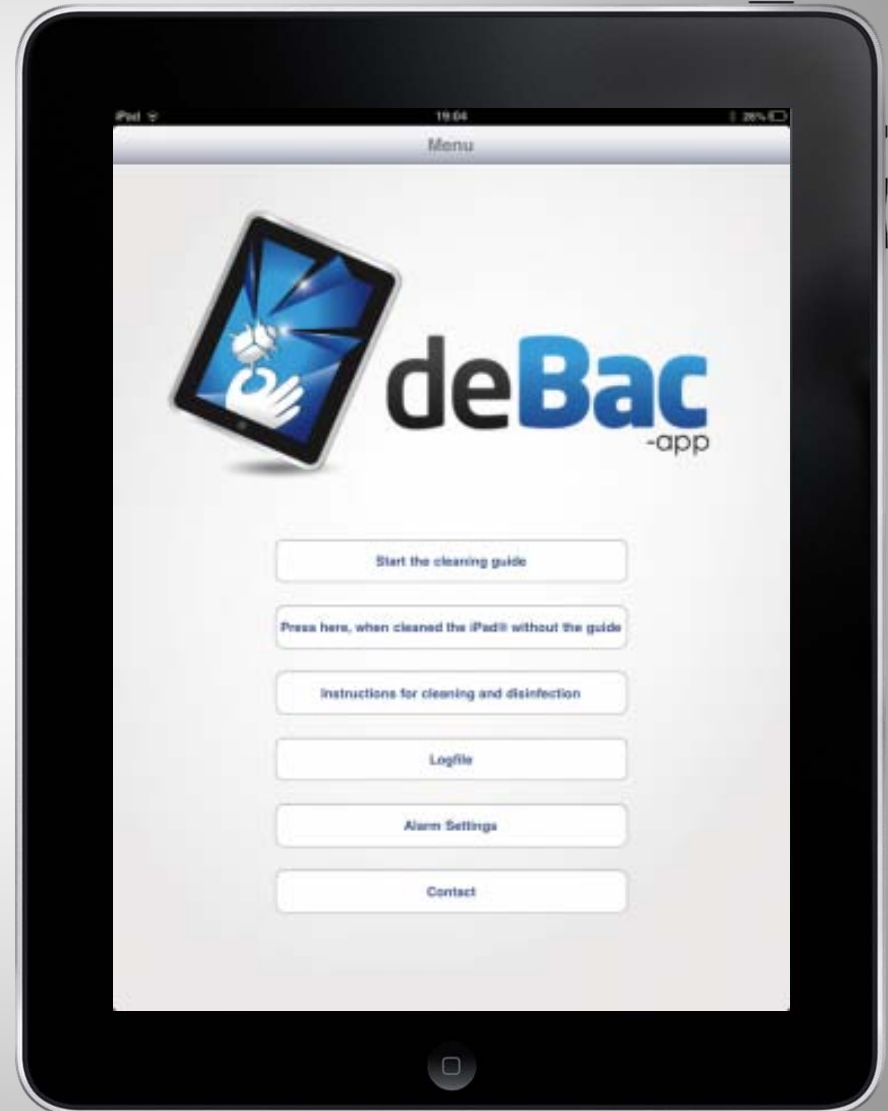 iPad 19:04 26%
Menu
deBac
-app
Start the cleaning guide
Press here, when cleaned the iPad® without the guide
Instructions for cleaning and disinfection
Logfile
Alarm Settings
Contact